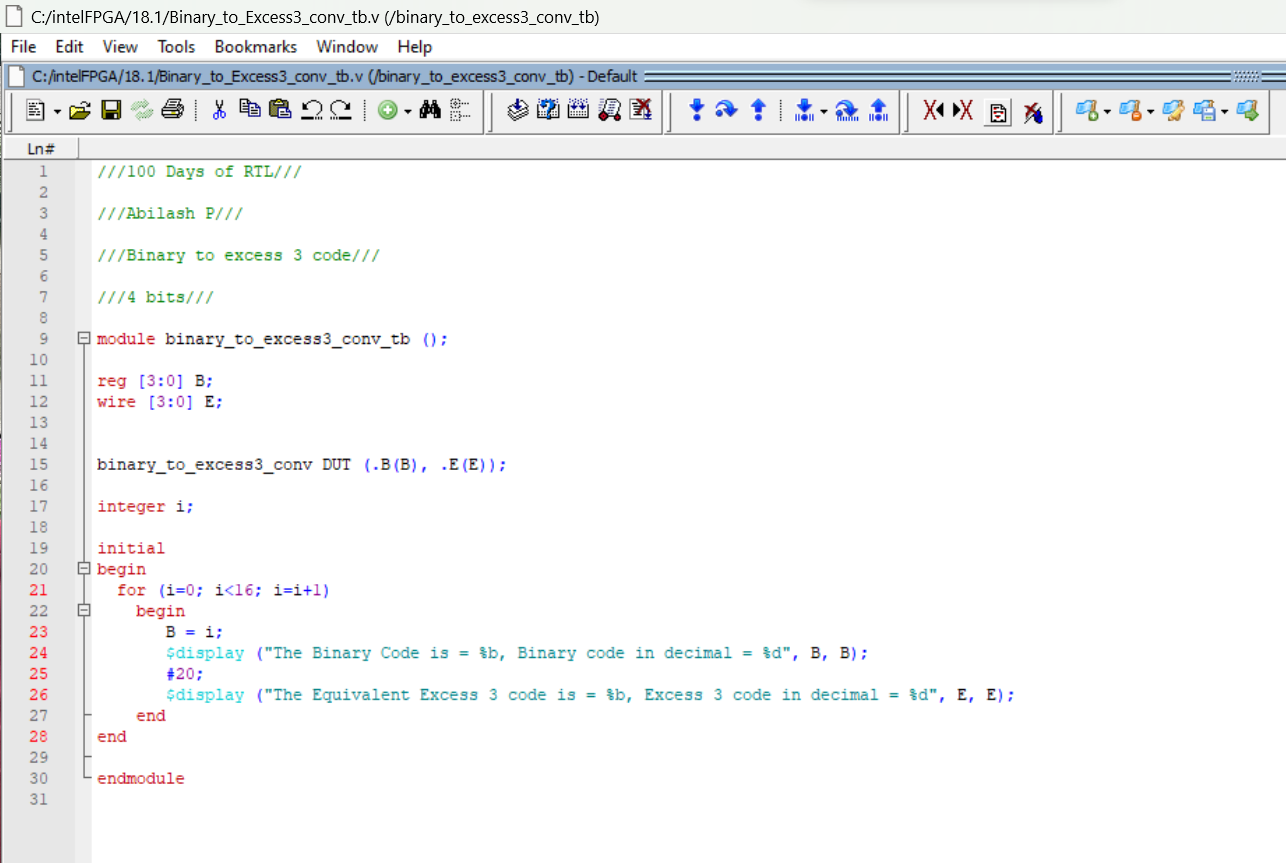 C:/intelFPGA/18.1/Binary_to_Excess3_conv_tb.v (/binary_to_excess3_conv_tb)
File Edit View Tools Bookmarks Window Help
C:/intelFPGA/18.1/Binary_to_Excess3_conv_tb.v (/binary_to_excess3_conv_tb) - Default
Ln#
1 ///100 Days of RTL///
2
3 ///Abilash P///
4
5 ///Binary to excess 3 code///
6
7 ///4 bits///
8
9 module binary_to_excess3_conv_tb ();
10
11 reg [3:0] B;
12 wire [3:0] E;
13
14
15 binary_to_excess3_conv DUT (.B(B), .E(E));
16
17 integer i;
18
19 initial
20 begin
21 for (i=0; i<16; i=i+1)
22 begin
23 B = i;
24 $display ("The Binary Code is = %b, Binary code in decimal = %d", B, B);
25 #20;
26 $display ("The Equivalent Excess 3 code is = %b, Excess 3 code in decimal = %d", E, E);
27 end
28 end
29
30 endmodule
31